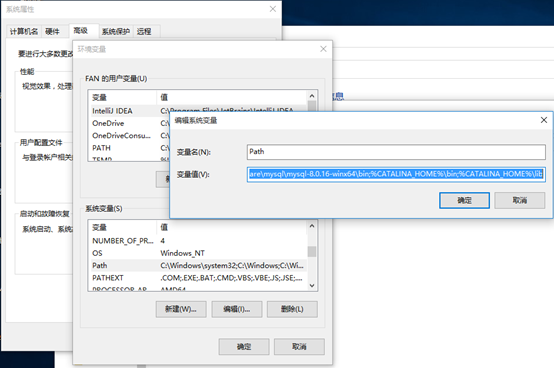 系统属性
计算机名 硬件 高级 系统保护 远程
要进行大多数更改
性能
视觉效果，处理
用户配置文件
与登录帐户相关
启动和故障恢复
系统启动、系统
环境变量
FAN 的用户变量(U)
变量 值
IntelliJ IDEA C:\Program Files\JetBrains\IntelliJ IDEA
OneDrive C:\
OneDriveConsu... C:\
PATH C:\
TEMP
系统变量(S)
变量 值
NUMBER_OF_PR... 4
OS Windows_NT
Path C:\Windows\system32;C:\Windows;C:\Wi...
PATHEXT .COM;.EXE;.BAT;.CMD;.VBS;.VBE;.JS;.JSE;...
PROCESSOR_AR... AMD64
新建(W)... 编辑(I)... 删除(L)
确定 取消
编辑系统变量
变量名(N): Path
变量值(V): are\mysql\mysql-8.0.16-winx64\bin;%CATALINA_HOME%\bin;%CATALINA_HOME%\lib
确定 取消